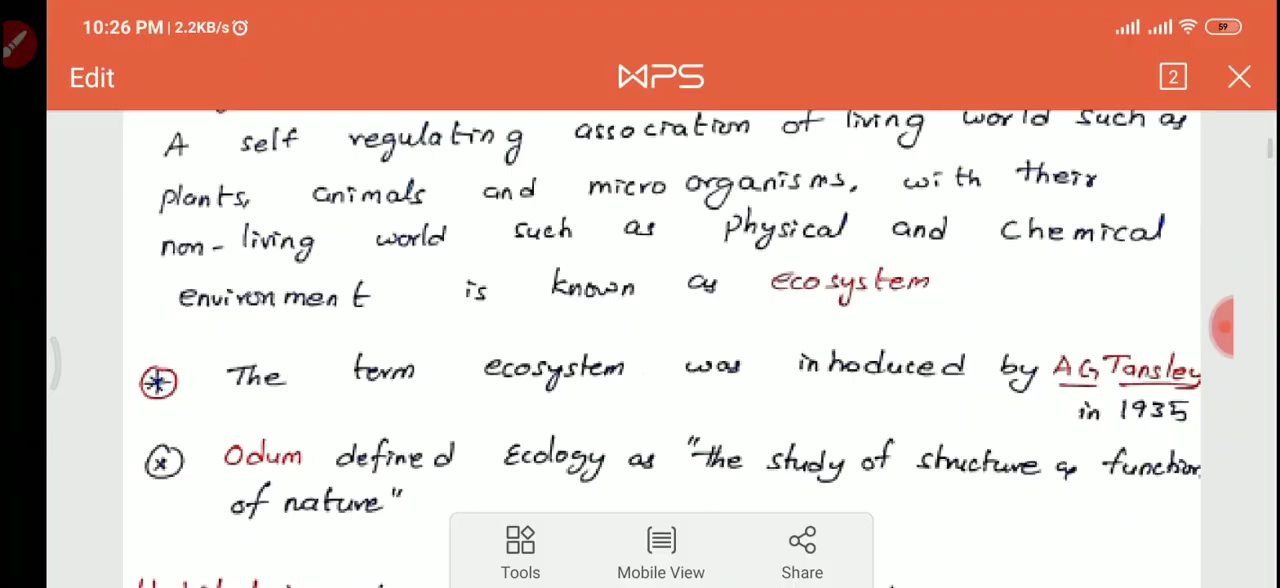 10:26 PM | 2.2KB/s
59
Edit
WPS
2
A self regulating association of living world such as
plants, animals and micro organisms, with their
non-living world such as physical and chemical
environment is known as ecosystem
The term ecosystem was introduced by AG Tansley
in 1935
Odum defined Ecology as "the study of structure & function
of nature"
Tools
Mobile View
Share